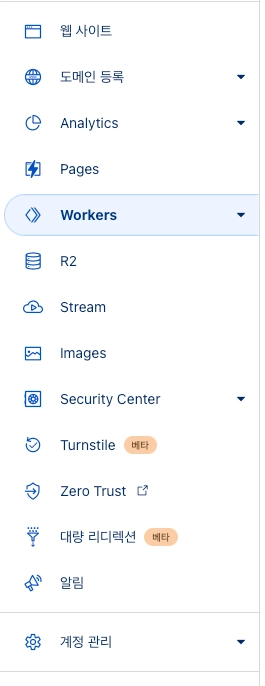 웹 사이트
도메인 등록
Analytics
Pages
Workers
R2
Stream
Images
Security Center
Turnstile 베타
Zero Trust
대량 리디렉션 베타
알림
계정 관리